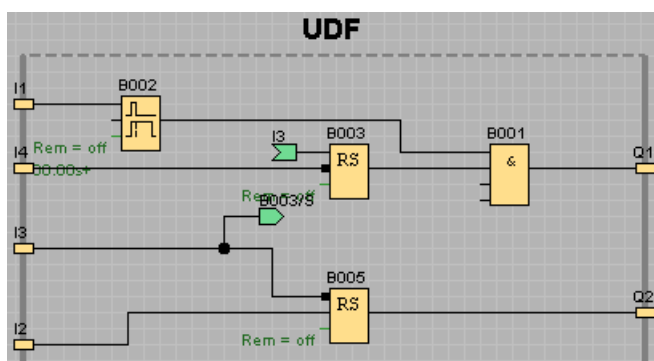 UDF
I1
B002
Rem = off
00.00s+
I4
I3
B003
RS
Rem = off
B001
&
Q1
B003/S
I3
B005
RS
Rem = off
Q2
I2